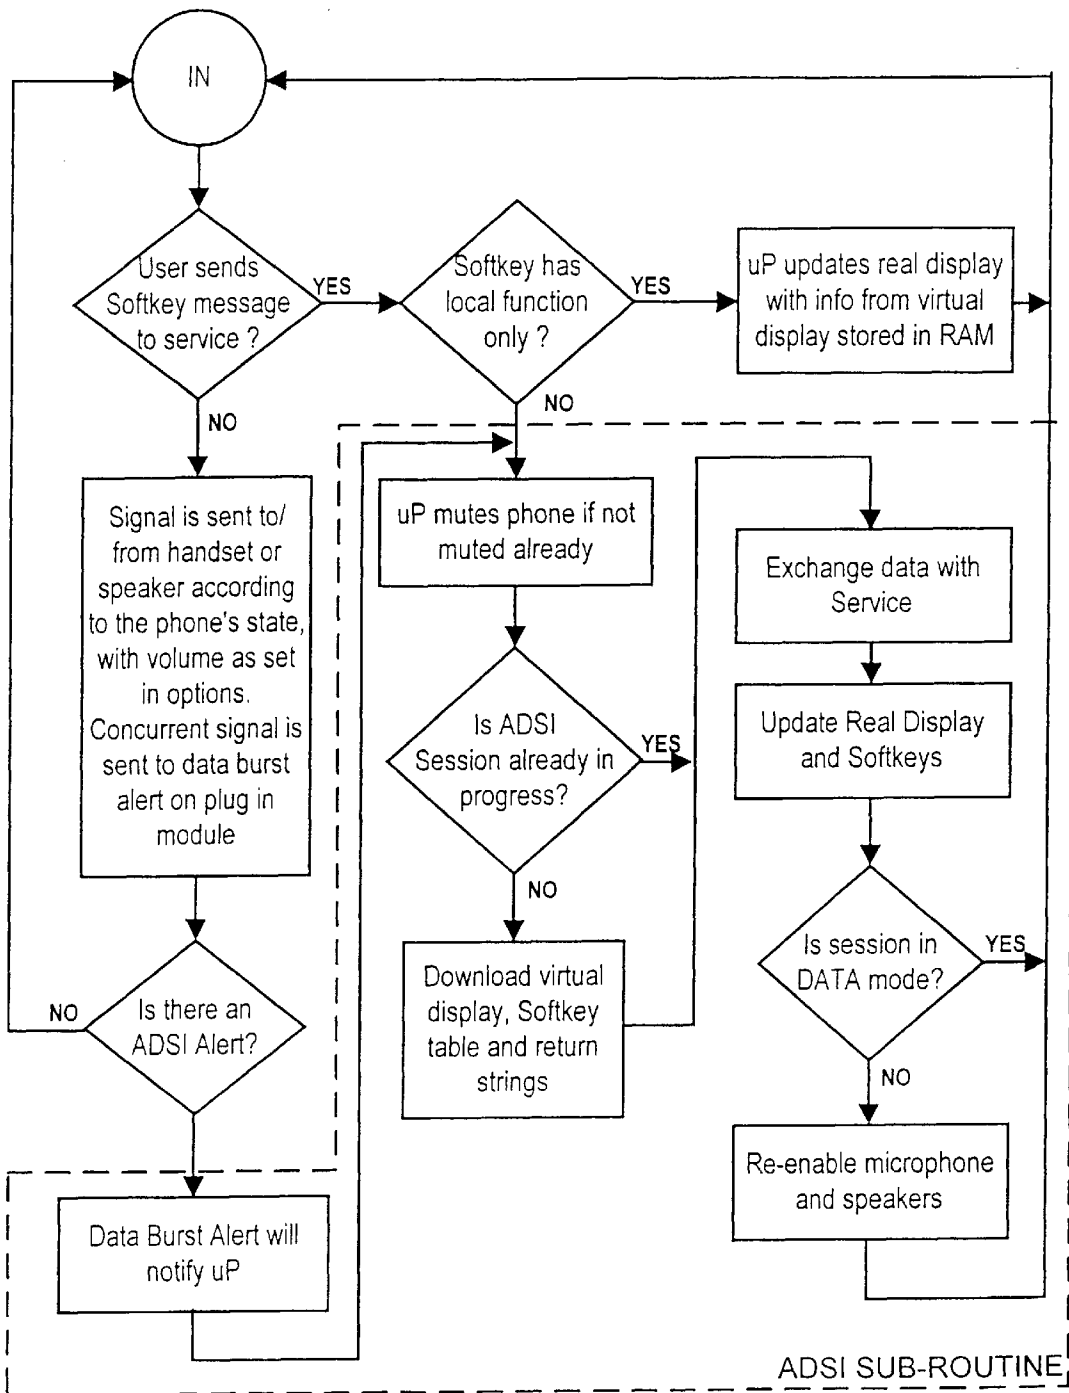 IN
User sends
Softkey message
to service ?
YES
NO
Softkey has
local function
only ?
YES
NO
uP updates real display
with info from virtual
display stored in RAM
Signal is sent to/
from handset or
speaker according
to the phone's state,
with volume as set
in options.
Concurrent signal is
sent to data burst
alert on plug in
module
Is there an
ADSI Alert?
NO
Data Burst Alert will
notify uP
uP mutes phone if not
muted already
Is ADSI
Session already in
progress?
YES
NO
Download virtual
display, Softkey
table and return
strings
Exchange data with
Service
Update Real Display
and Softkeys
Is session in
DATA mode?
YES
NO
Re-enable microphone
and speakers
ADSI SUB-ROUTINE